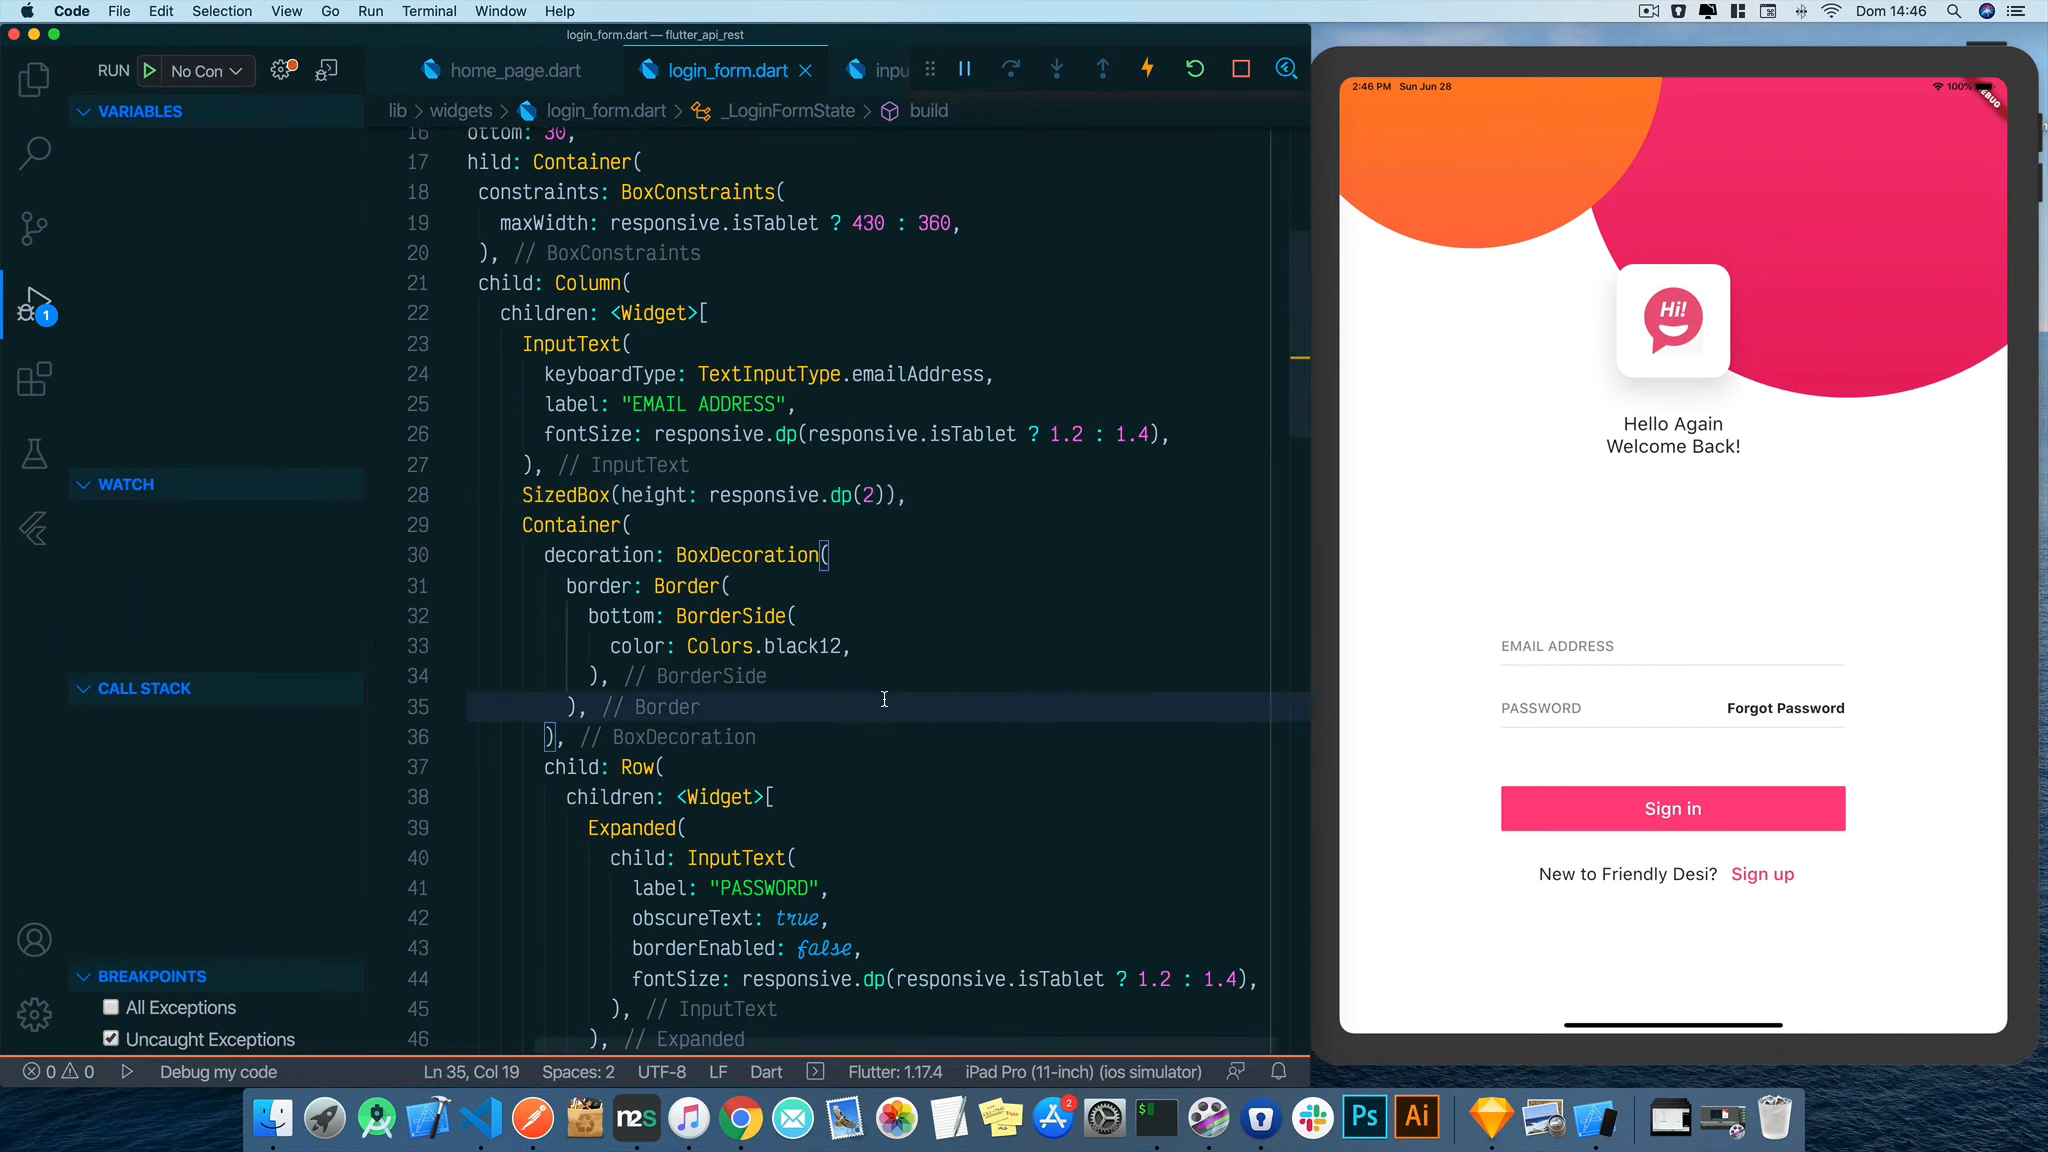 Code File Edit Selection View Go Run Terminal Window Help
Dom 14:46
login_form.dart — flutter_api_rest
RUN No Con
home_page.dart
login_form.dart
inpu
VARIABLES
lib > widgets > login_form.dart > _LoginFormState > build
16 ottom: 30,
17 hild: Container(
18 constraints: BoxConstraints(
19 maxWidth: responsive.isTablet ? 430 : 360,
20 ), // BoxConstraints
21 child: Column(
22 children: <Widget>[
23 InputText(
24 keyboardType: TextInputType.emailAddress,
25 label: "EMAIL ADDRESS",
26 fontSize: responsive.dp(responsive.isTablet ? 1.2 : 1.4),
27 ), // InputText
28 SizedBox(height: responsive.dp(2)),
29 Container(
30 decoration: BoxDecoration(
31 border: Border(
32 bottom: BorderSide(
33 color: Colors.black12,
34 ), // BorderSide
35 ), // Border
36 ), // BoxDecoration
37 child: Row(
38 children: <Widget>[
39 Expanded(
40 child: InputText(
41 label: "PASSWORD",
42 obscureText: true,
43 borderEnabled: false,
44 fontSize: responsive.dp(responsive.isTablet ? 1.2 : 1.4),
45 ), // InputText
46 ), // Expanded
WATCH
CALL STACK
BREAKPOINTS
All Exceptions
Uncaught Exceptions
1
0 0 Debug my code
Ln 35, Col 19 Spaces: 2 UTF-8 LF Dart Flutter: 1.17.4 iPad Pro (11-inch) (ios simulator)
2:46 PM Sun Jun 28
100%
Hi!
Hello Again
Welcome Back!
EMAIL ADDRESS
PASSWORD Forgot Password
Sign in
New to Friendly Desi? Sign up
n2s
2
$
Ps
Ai